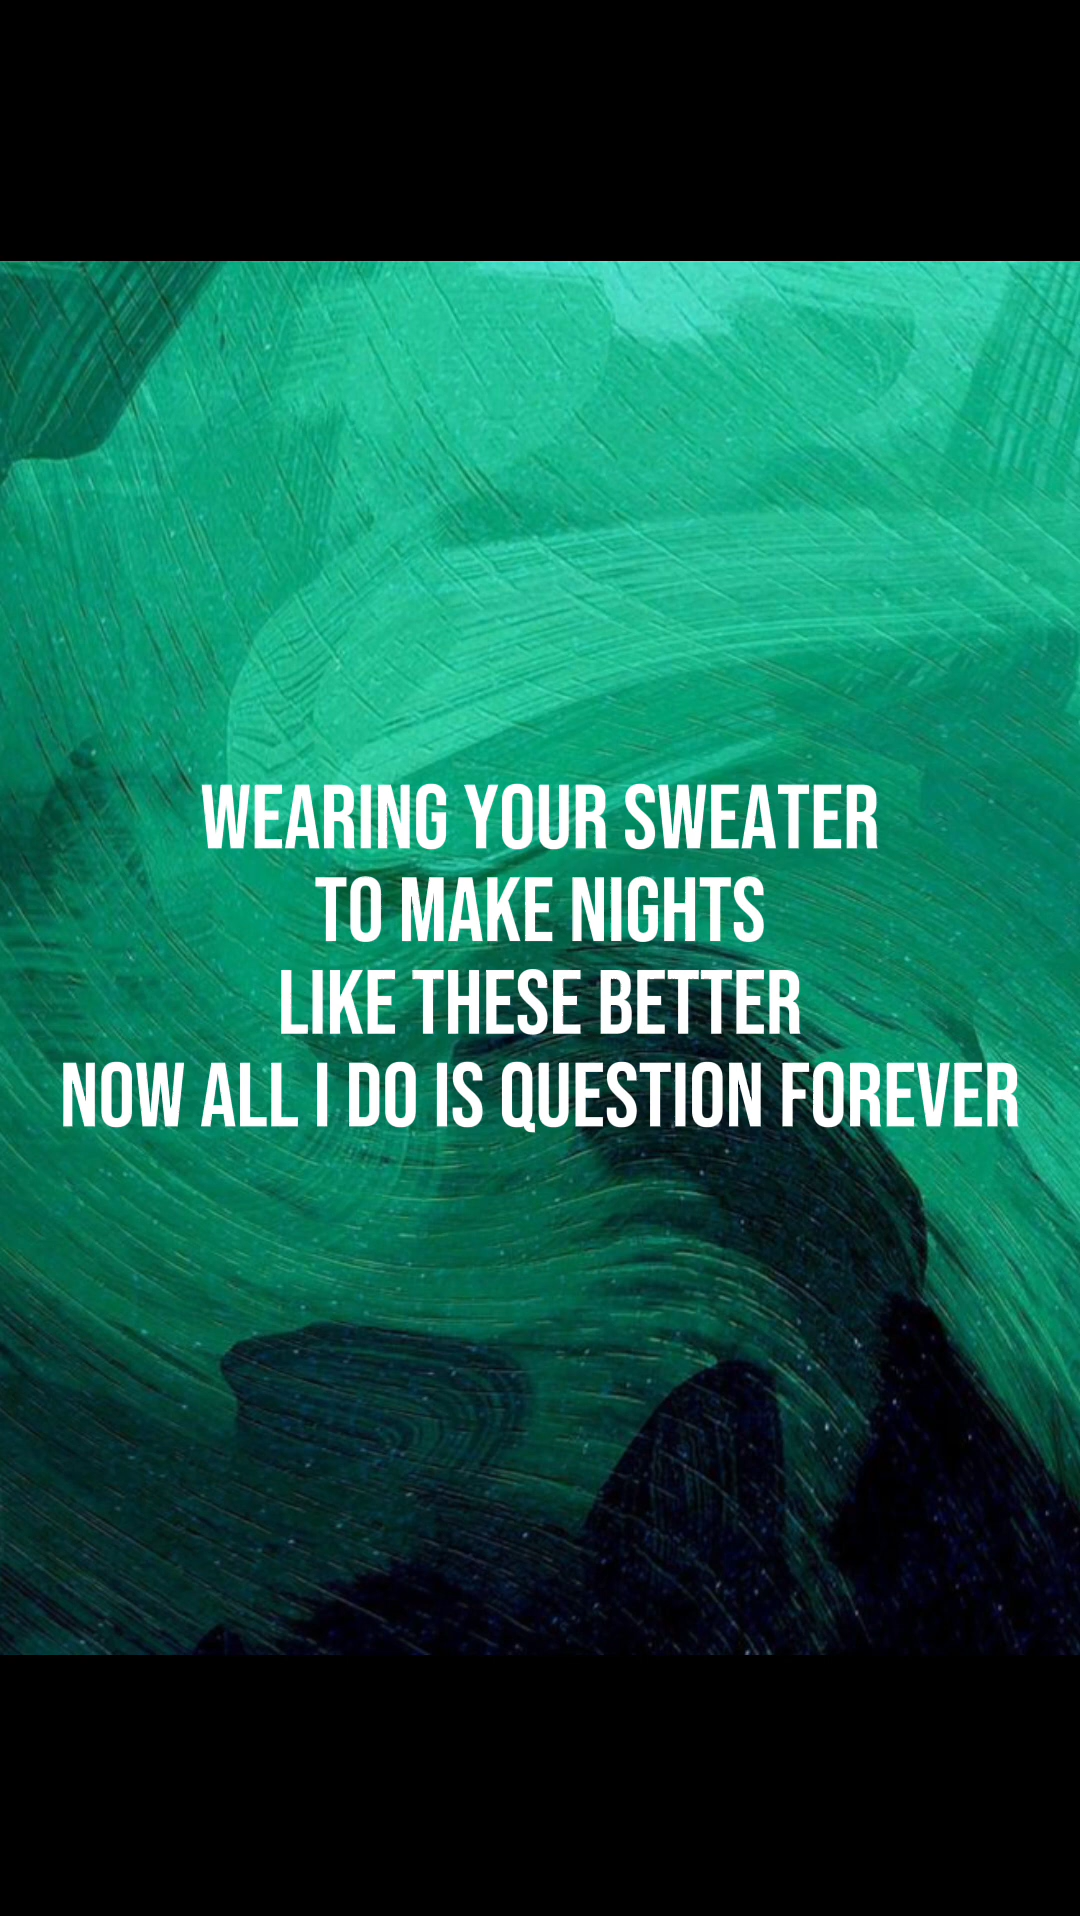 WEARING YOUR SWEATER
TO MAKE NIGHTS
LIKE THESE BETTER
NOW ALL I DO IS QUESTION FOREVER